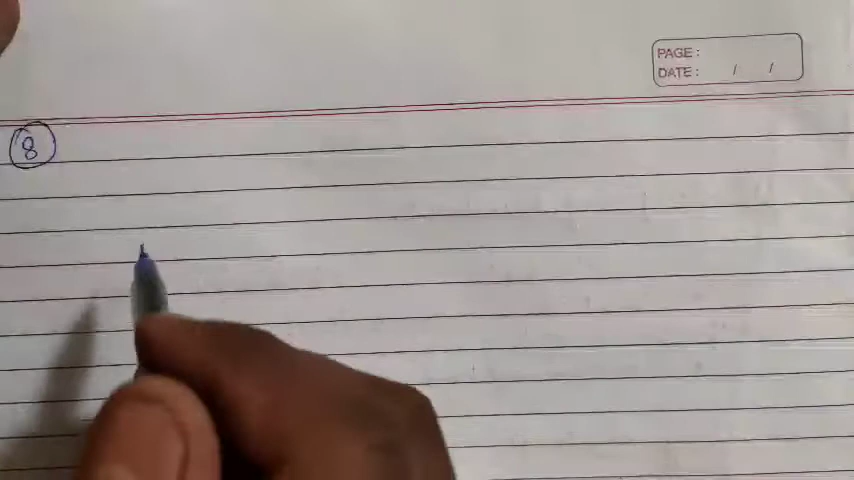 PAGE :
DATE : / /
8